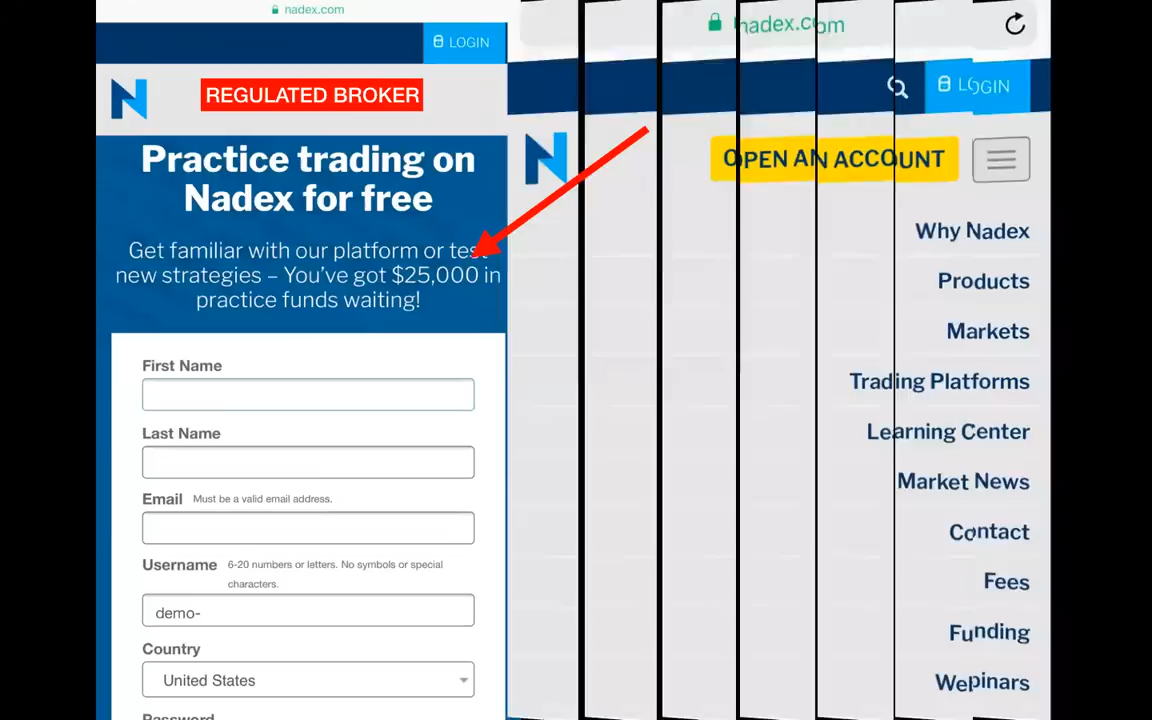 nadex.com
LOGIN
REGULATED BROKER
Practice trading on
Nadex for free
Get familiar with our platform or test
new strategies – You've got $25,000 in
practice funds waiting!
First Name
Last Name
Email Must be a valid email address.
Username 6-20 numbers or letters. No symbols or special
characters.
demo-
Country
United States
Password
nadex.com
LOGIN
OPEN AN ACCOUNT
Why Nadex
Products
Markets
Trading Platforms
Learning Center
Market News
Contact
Fees
Funding
Webinars